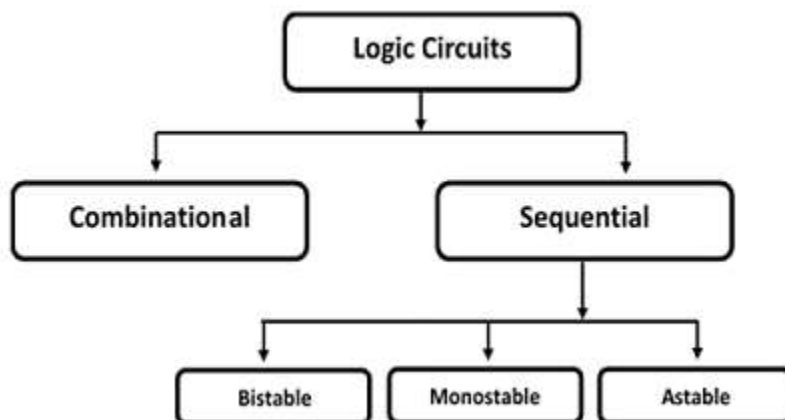 Logic Circuits
Combinational
Sequential
Bistable
Monostable
Astable